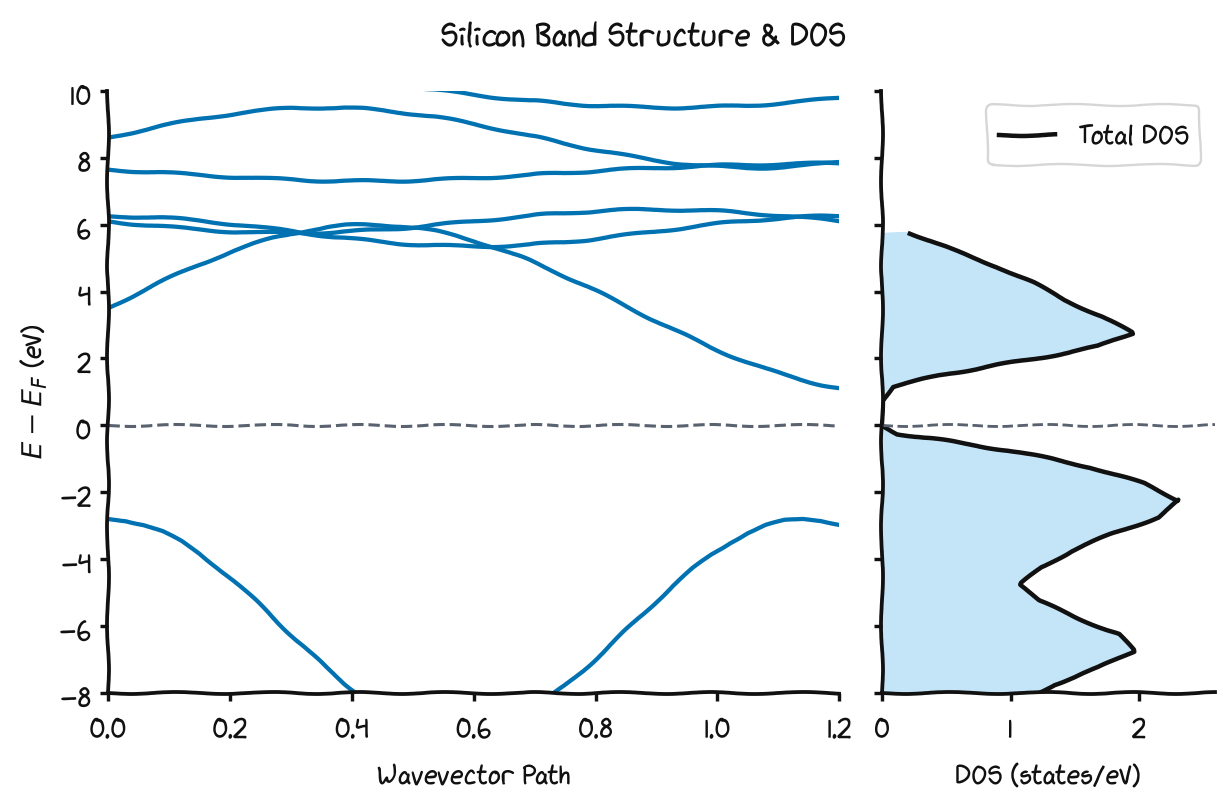 Silicon Band Structure & DOS
E − E_F (eV)
10
8
6
4
2
0
−2
−4
−6
−8
0.0 0.2 0.4 0.6 0.8 1.0 1.2
Wavevector Path
Total DOS
0 1 2
DOS (states/eV)